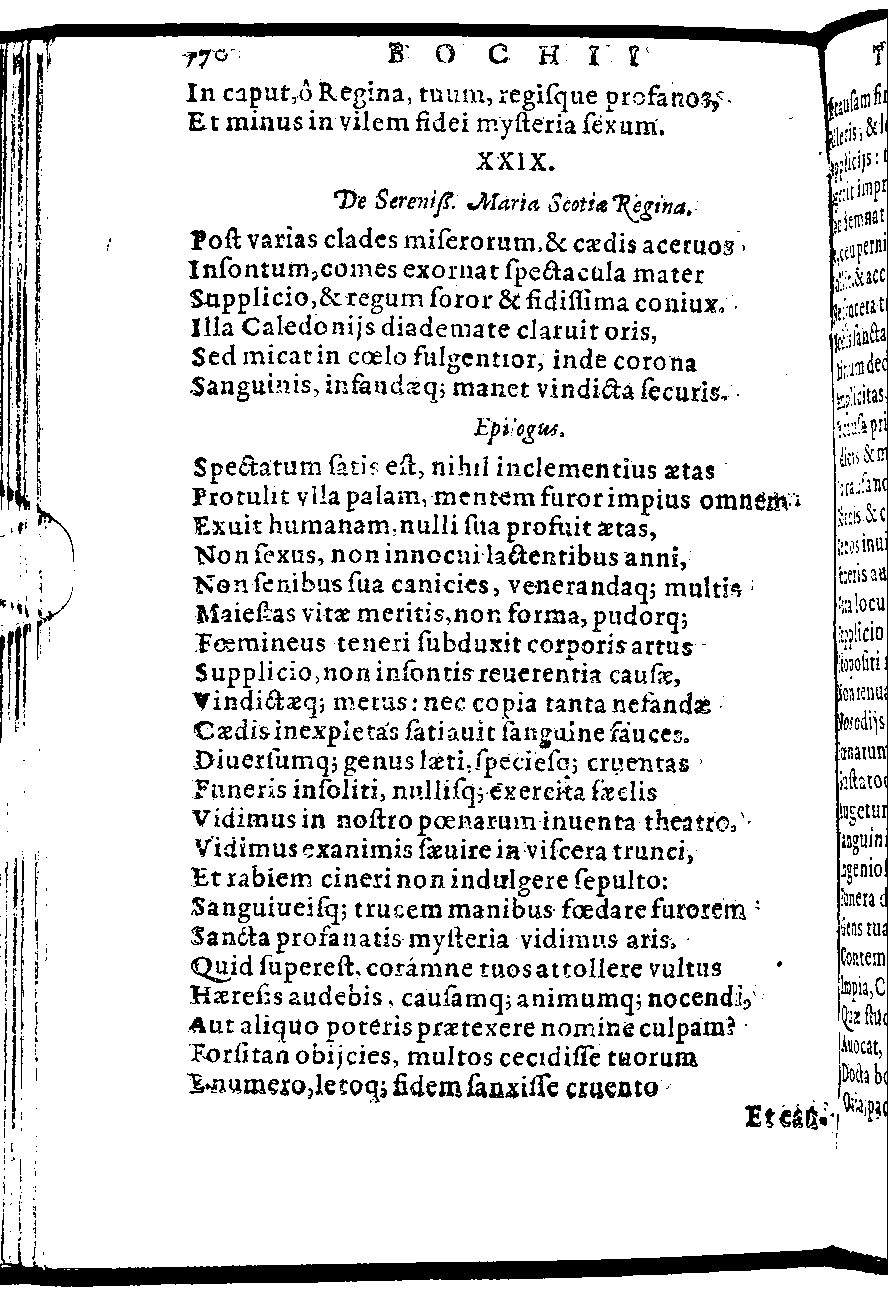 170 BOCHII
In caput, ô Regina, tuum, regiſque profanos,
Et minus in vilem fidei myſteria ſexum.
XXIX.
De Sereniſſ. Maria Scotiæ Regina.
Poſt varias clades miſerorum, & cædis aceruos
Inſontum, comes exornat ſpectacula mater
Supplicio, & regum ſoror & fidiſſima coniux.
Illa Caledonijs diademate claruit oris,
Sed micat in cœlo fulgentior, inde corona
Sanguinis, infandæq; manet vindicta ſecuris.
Epilogus.
Spectatum ſatis eſt, nihil inclementius ætas
Protulit vlla palam, mentem furor impius omnem
Exuit humanam, nulli ſua profuit ætas,
Non ſexus, non innocui lactentibus anni,
Non ſenibus ſua canicies, venerandaq; multis
Maieſtas vitæ meritis, non forma, pudorq;
Fœmineus teneri ſubduxit corporis artus
Supplicio, non inſontis reuerentia cauſæ,
Vindictæq; metus: nec copia tanta nefandæ
Cædis inexpletas ſatiauit ſanguine fauces.
Diuerſumq; genus læti, ſpecieſq; cruentas
Funeris inſoliti, nulliſq; exercita ſæclis
Vidimus in noſtro pœnarum inuenta theatro.
Vidimus exanimis ſæuire in viſcera trunci,
Et rabiem cineri non indulgere ſepulto:
Sanguiueiſq; trucem manibus fœdare furorem
Sancta profanatis myſteria vidimus aris.
Quid ſupereſt, corámne tuos attollere vultus
Hæreſis audebis, cauſamq; animumq; nocendi,
Aut aliquo poteris prætexere nomine culpam?
Forſitan obijcies, multos cecidiſſe tuorum
E numero, letoq; fidem ſanxiſſe cruento